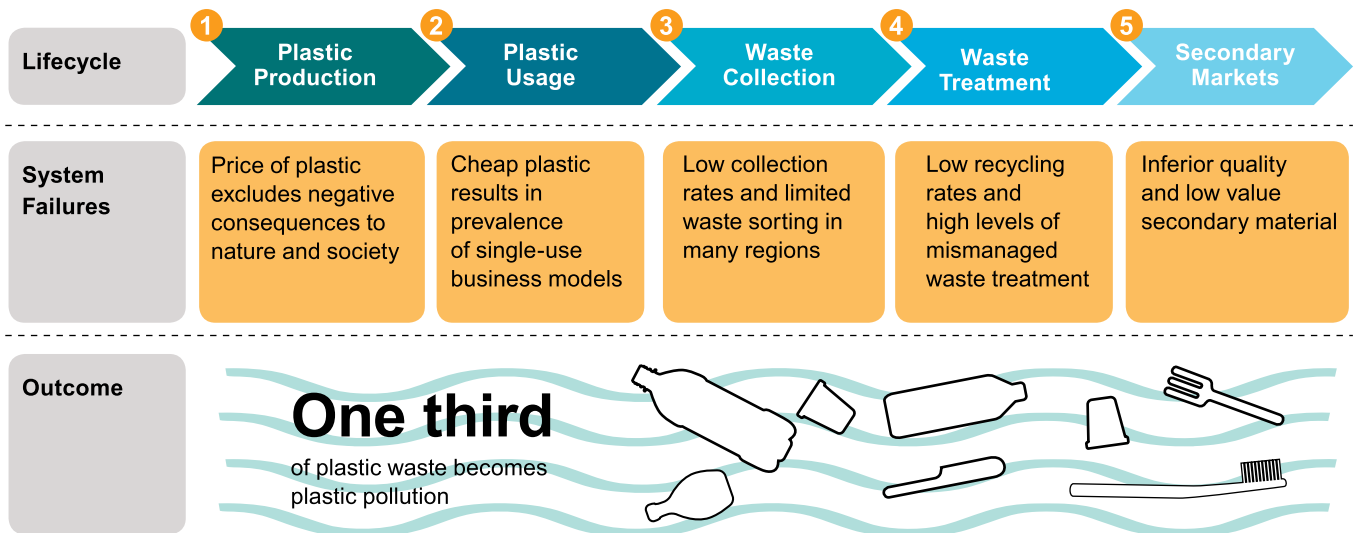 Lifecycle
1
Plastic
Production
2
Plastic
Usage
3
Waste
Collection
4
Waste
Treatment
5
Secondary
Markets
System
Failures
Price of plastic
excludes negative
consequences to
nature and society
Cheap plastic
results in
prevalence
of single-use
business models
Low collection
rates and limited
waste sorting in
many regions
Low recycling
rates and
high levels of
mismanaged
waste treatment
Inferior quality
and low value
secondary material
Outcome
One third
of plastic waste becomes
plastic pollution